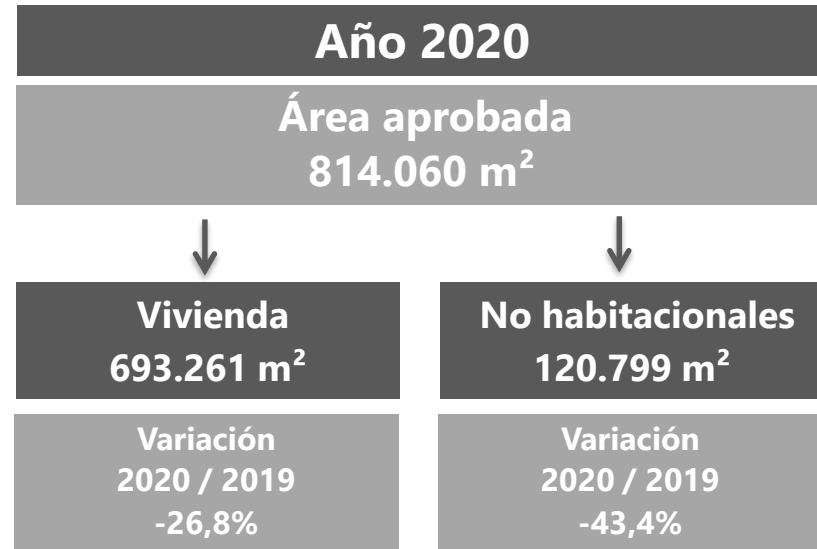 Año 2020
Área aprobada
814.060 m²
Vivienda
693.261 m²
No habitacionales
120.799 m²
Variación
2020 / 2019
-26,8%
Variación
2020 / 2019
-43,4%